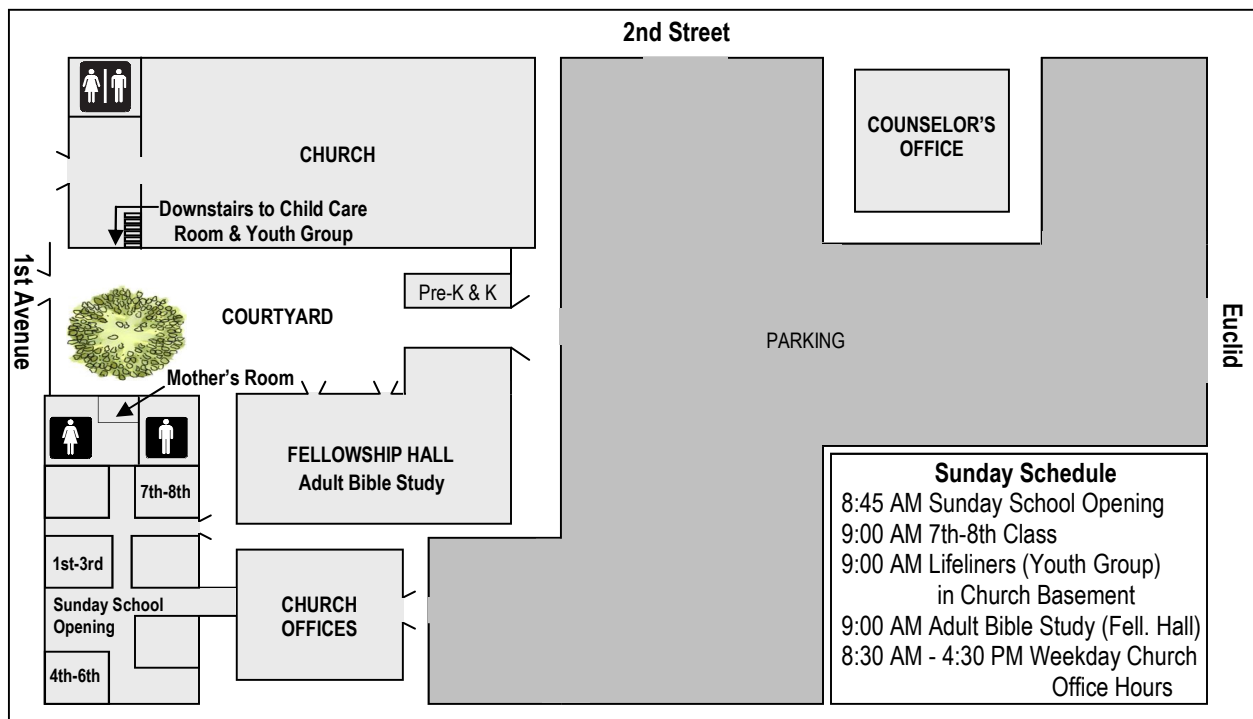 2nd Street
COUNSELOR'S
OFFICE
CHURCH
Downstairs to Child Care
Room & Youth Group
1st Avenue
Pre-K & K
COURTYARD
PARKING
Euclid
Mother's Room
FELLOWSHIP HALL
Adult Bible Study
7th-8th
1st-3rd
Sunday School
Opening
4th-6th
CHURCH
OFFICES
Sunday Schedule
8:45 AM Sunday School Opening
9:00 AM 7th-8th Class
9:00 AM Lifeliners (Youth Group)
in Church Basement
9:00 AM Adult Bible Study (Fell. Hall)
8:30 AM - 4:30 PM Weekday Church
Office Hours